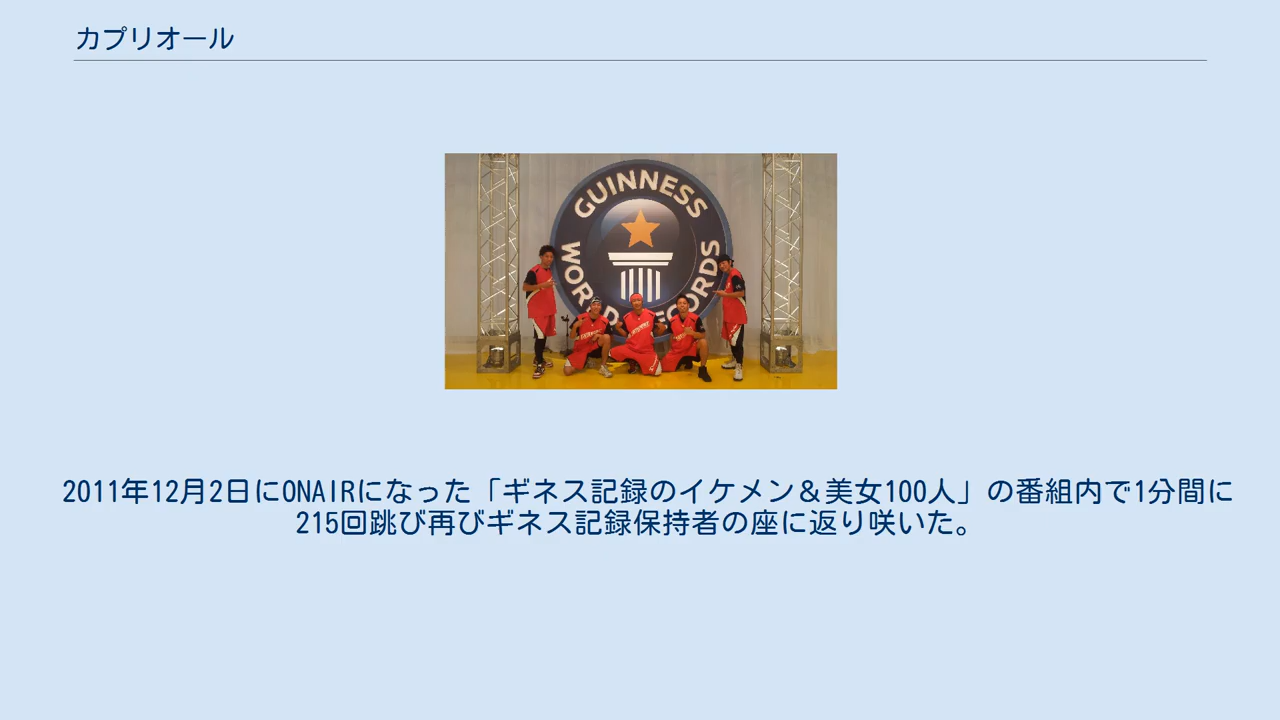 カプリオール
GUINNESS
WORLD RECORDS
2011年12月2日にONAIRになった「ギネス記録のイケメン＆美女100人」の番組内で1分間に
215回跳び再びギネス記録保持者の座に返り咲いた。